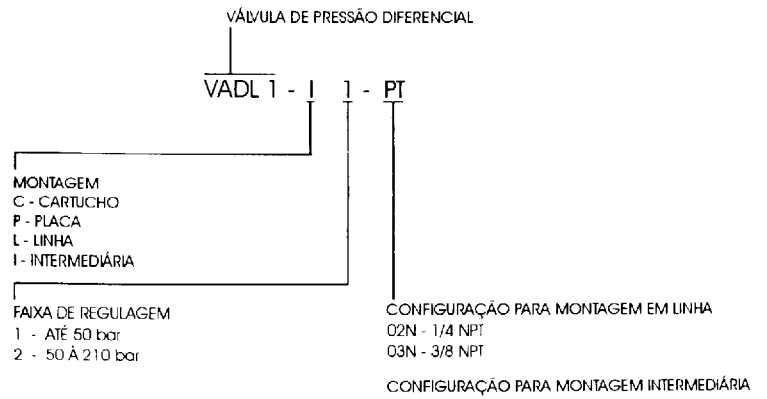 VÁLVULA DE PRESSÃO DIFERENCIAL
VADL 1 - I 1 - PT
MONTAGEM
C - CARTUCHO
P - PLACA
L - LINHA
I - INTERMEDIÁRIA
FAIXA DE REGULAGEM
1 - ATÉ 50 bar
2 - 50 À 210 bar
CONFIGURAÇÃO PARA MONTAGEM EM LINHA
02N - 1/4 NPT
03N - 3/8 NPT
CONFIGURAÇÃO PARA MONTAGEM INTERMEDIÁRIA